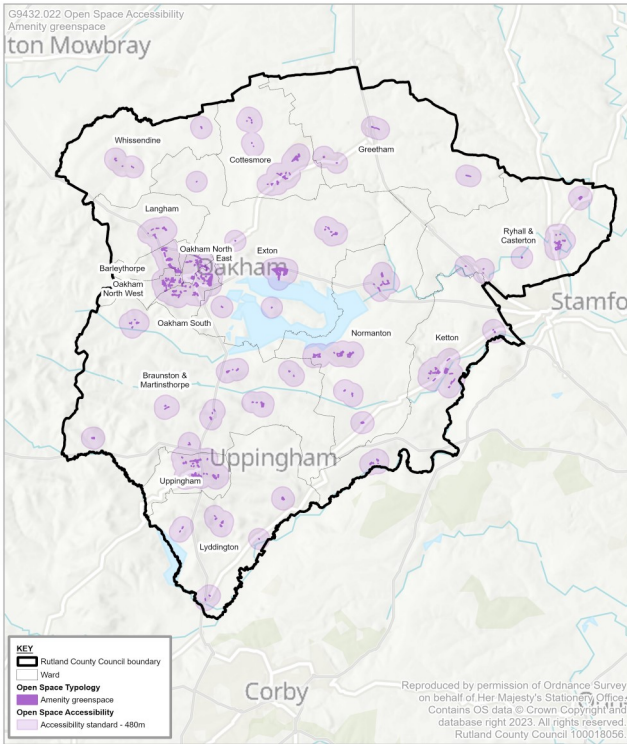 G9432.022 Open Space Accessibility
Amenity greenspace
lton Mowbray
Whissendine
Cottesmore
Greetham
Langham
Oakham North
East
Exton
Ryhall &
Casterton
Barleythorpe
Oakham
Oakham
North West
Stamfo
Oakham South
Normanton
Ketton
Braunston &
Martinsthorpe
Uppingham
Uppingham
Lyddington
KEY
Rutland County Council boundary
Ward
Open Space Typology
Amenity greenspace
Open Space Accessibility
Accessibility standard - 480m
Corby
Reproduced by permission of Ordnance Survey
on behalf of Her Majesty's Stationery Office.
Contains OS data © Crown Copyright and
database right 2023. All rights reserved.
Rutland County Council 100018056.